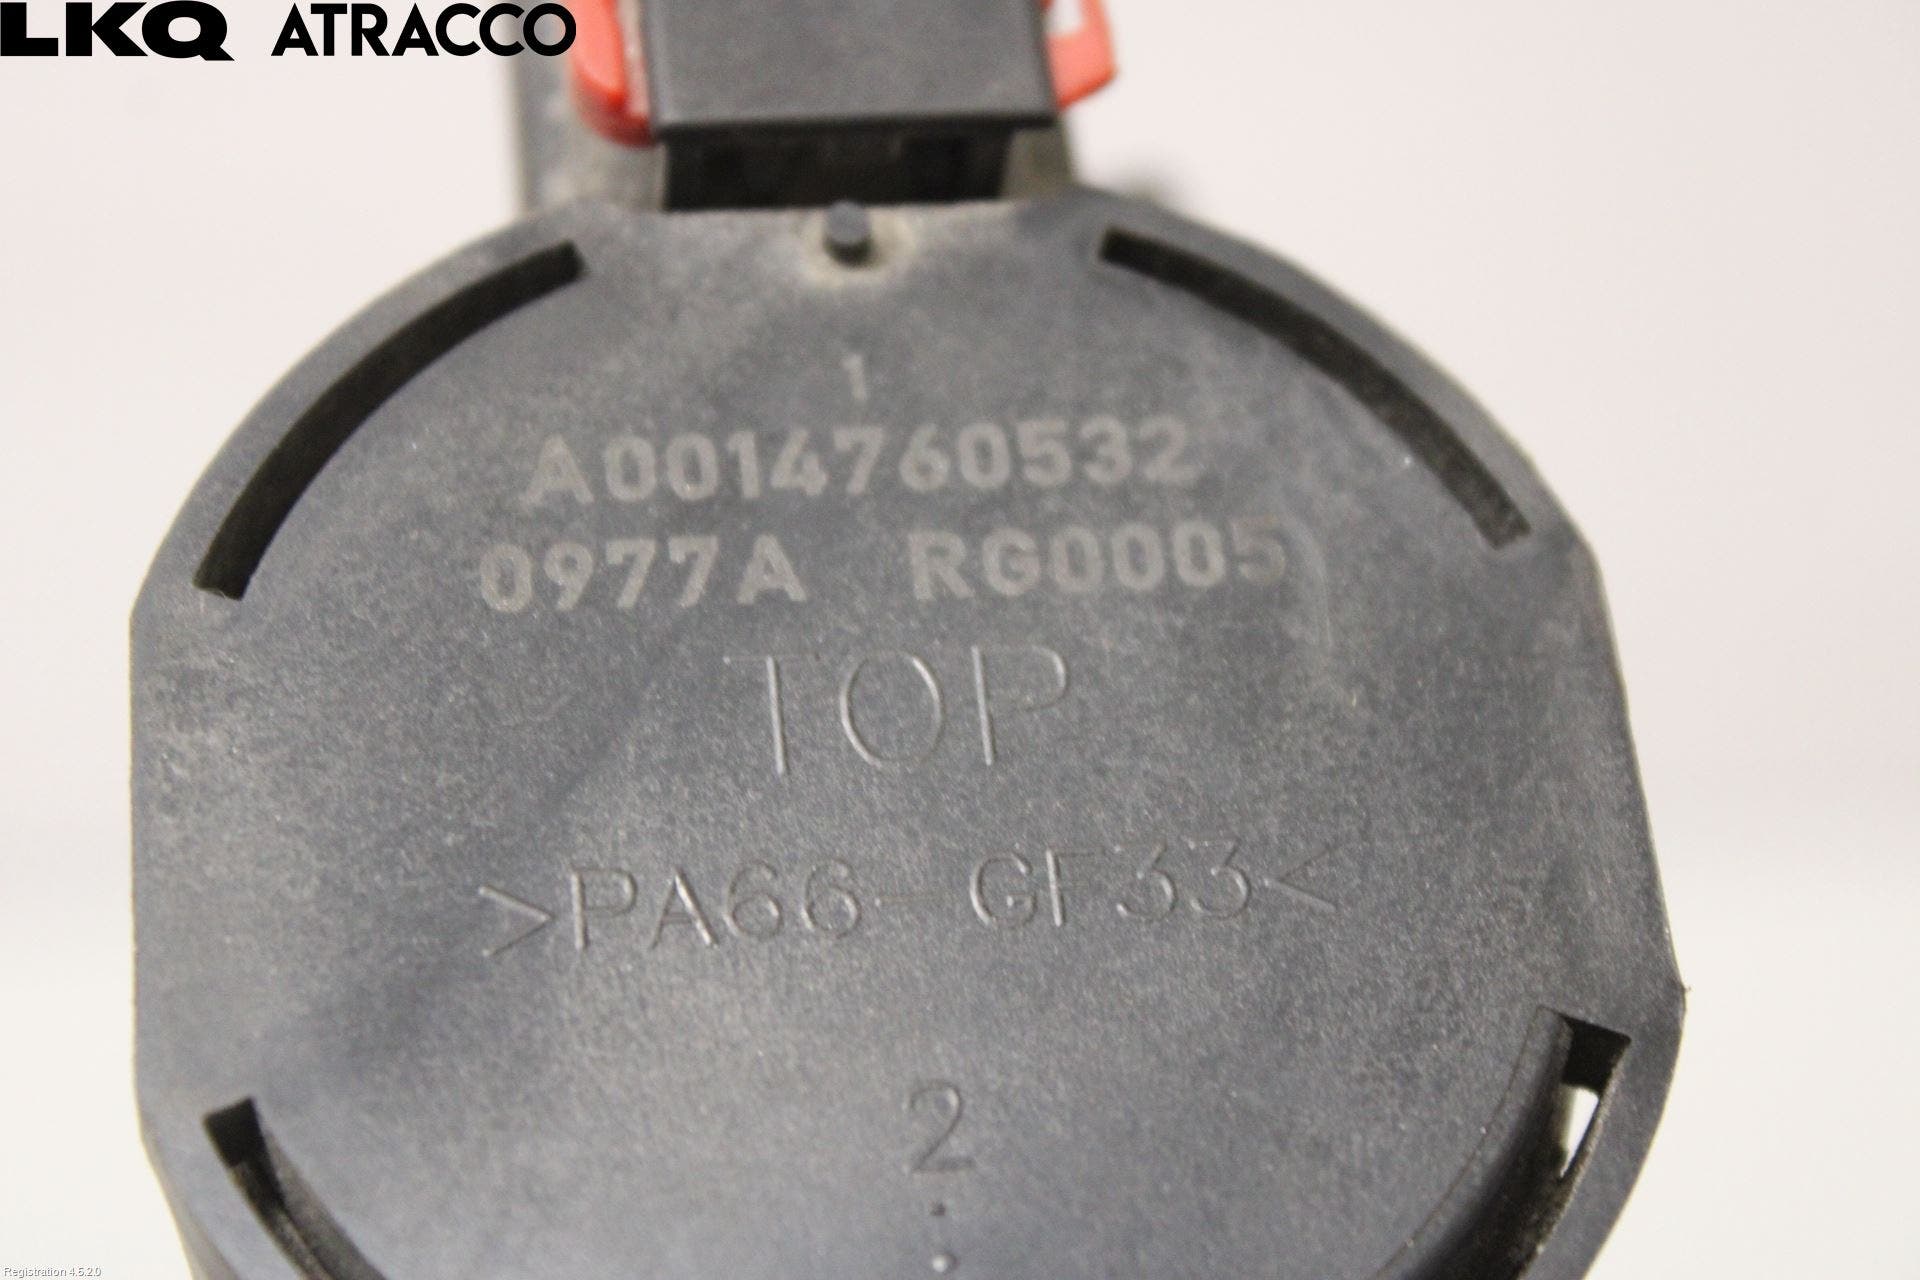 LKQ ATRACCO
1
A0014760532
0977A RG0005
TOP
>PA66-GF33<
2
Registration 4.5.2.0